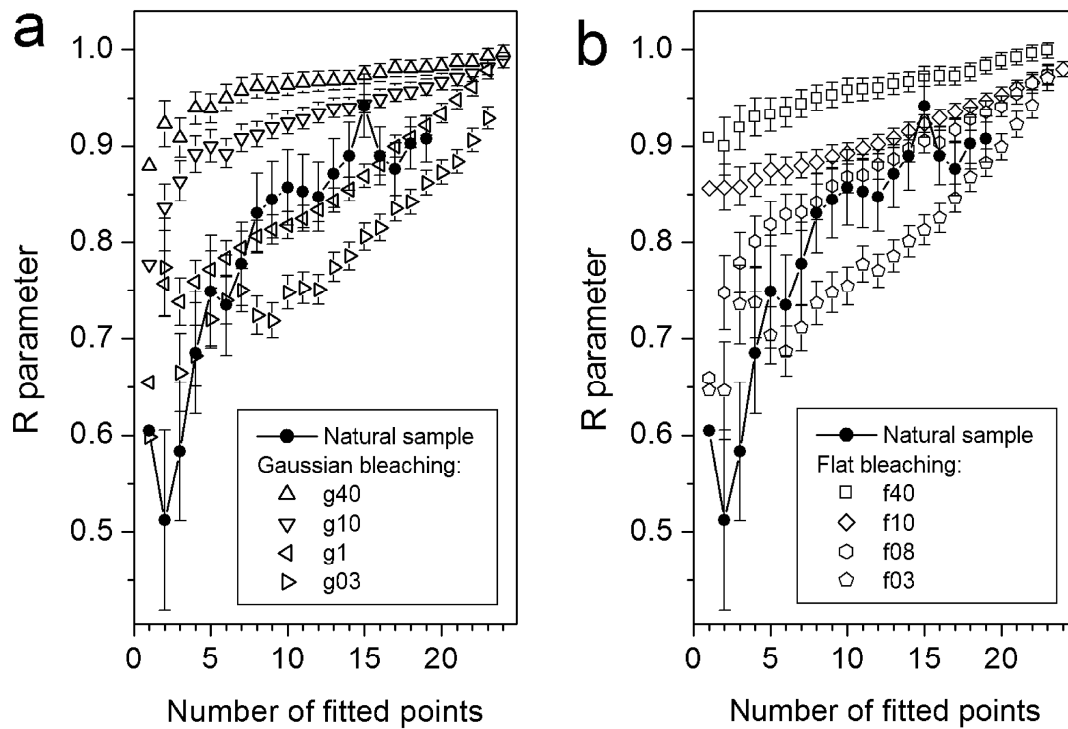 a
1.0
0.9
0.8
0.7
0.6
0.5
R parameter
0 5 10 15 20
Number of fitted points
Natural sample
Gaussian bleaching:
g40
g10
g1
g03
b
1.0
0.9
0.8
0.7
0.6
0.5
R parameter
0 5 10 15 20
Number of fitted points
Natural sample
Flat bleaching:
f40
f10
f08
f03